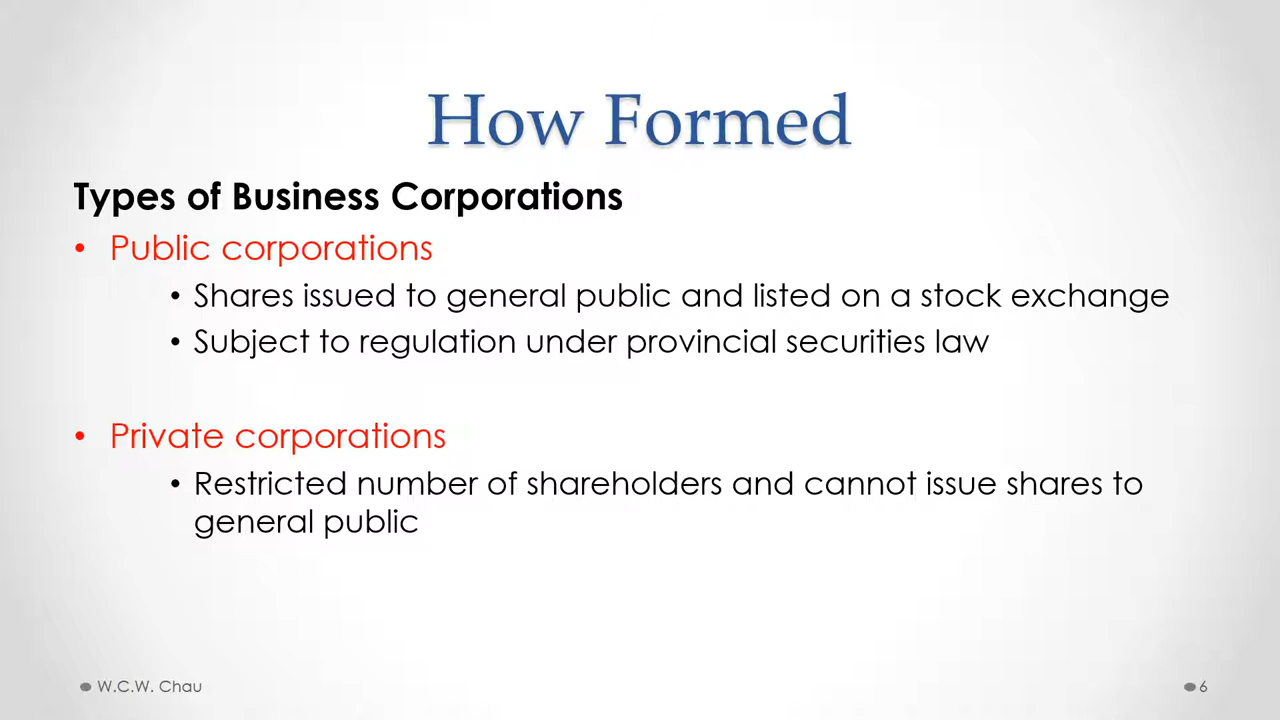 How Formed
Types of Business Corporations
• Public corporations
• Shares issued to general public and listed on a stock exchange
• Subject to regulation under provincial securities law
• Private corporations
• Restricted number of shareholders and cannot issue shares to
general public
W.C.W. Chau
6